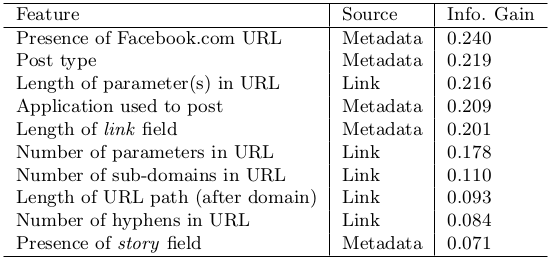 Feature Source Info. Gain
Presence of Facebook.com URL Metadata 0.240
Post type Metadata 0.219
Length of parameter(s) in URL Link 0.216
Application used to post Metadata 0.209
Length of link field Metadata 0.201
Number of parameters in URL Link 0.178
Number of sub-domains in URL Link 0.110
Length of URL path (after domain) Link 0.093
Number of hyphens in URL Link 0.084
Presence of story field Metadata 0.071